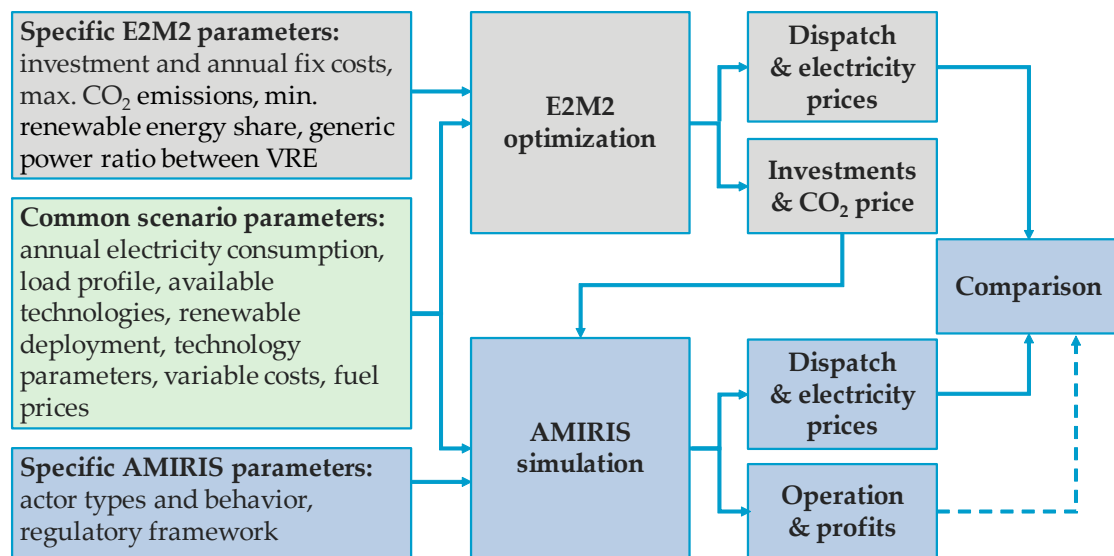 Specific E2M2 parameters:
investment and annual fix costs,
max. CO₂ emissions, min.
renewable energy share, generic
power ratio between VRE
Common scenario parameters:
annual electricity consumption,
load profile, available
technologies, renewable
deployment, technology
parameters, variable costs, fuel
prices
Specific AMIRIS parameters:
actor types and behavior,
regulatory framework
E2M2
optimization
AMIRIS
simulation
Dispatch
& electricity
prices
Investments
& CO₂ price
Dispatch
& electricity
prices
Operation
& profits
Comparison